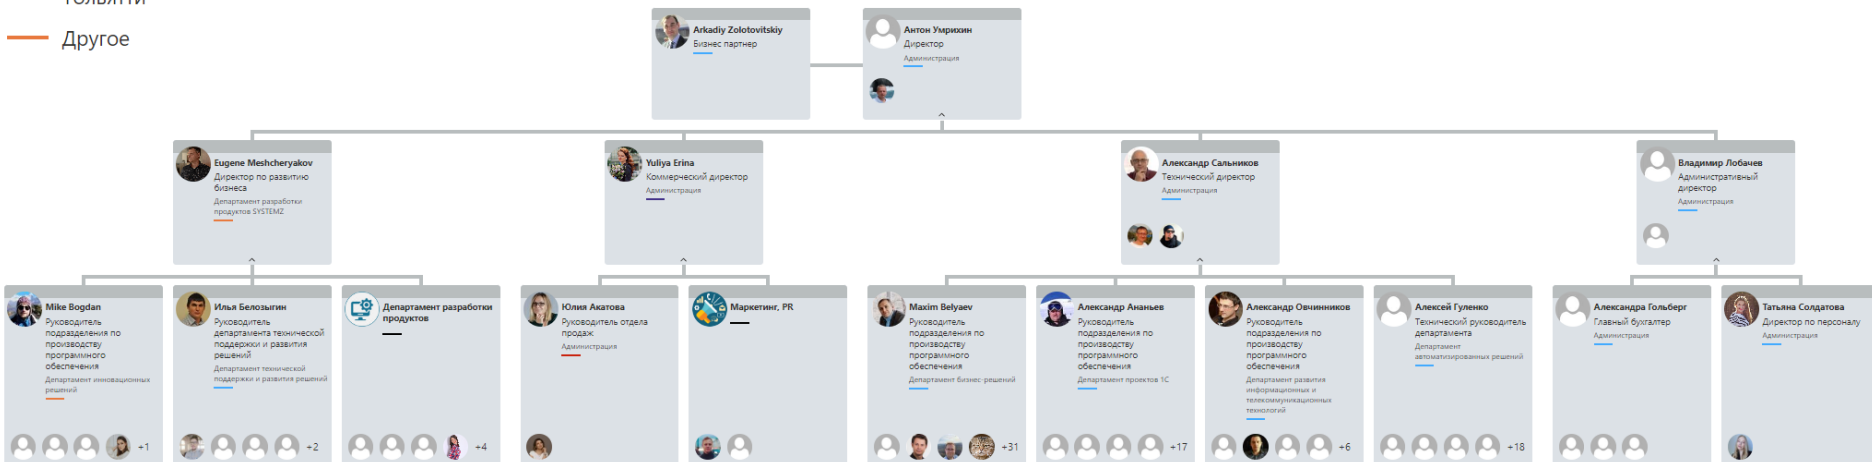 Тольятти
Другое
Arkadiy Zolotovitskiy
Бизнес партнер
Антон Умрихин
Директор
Администрация
Eugene Meshcheryakov
Директор по развитию
бизнеса
Департамент разработки
продуктов SYSTEMZ
Yuliya Erina
Коммерческий директор
Администрация
Александр Сальников
Технический директор
Администрация
Владимир Лобачев
Административный
директор
Администрация
Mike Bogdan
Руководитель
подразделения по
производству
программного
обеспечения
Департамент инновационных
решений
+1
Илья Белозыгин
Руководитель
департамента технической
поддержки и развития
решений
Департамент технической
поддержки и развития решений
+2
Департамент разработки
продуктов
+4
Юлия Акатова
Руководитель отдела
продаж
Администрация
Маркетинг, PR
Maxim Belyaev
Руководитель
подразделения по
производству
программного
обеспечения
Департамент бизнес-решений
+31
Александр Ананьев
Руководитель
подразделения по
производству
программного
обеспечения
Департамент проектов 1С
+17
Александр Овчинников
Руководитель
подразделения по
производству
программного
обеспечения
Департамент развития
информационных и
телекоммуникационных
технологий
+6
Алексей Гуленко
Технический руководитель
департамента
Департамент
автоматизированных решений
+18
Александра Гольберг
Главный бухгалтер
Администрация
Татьяна Солдатова
Директор по персоналу
Администрация